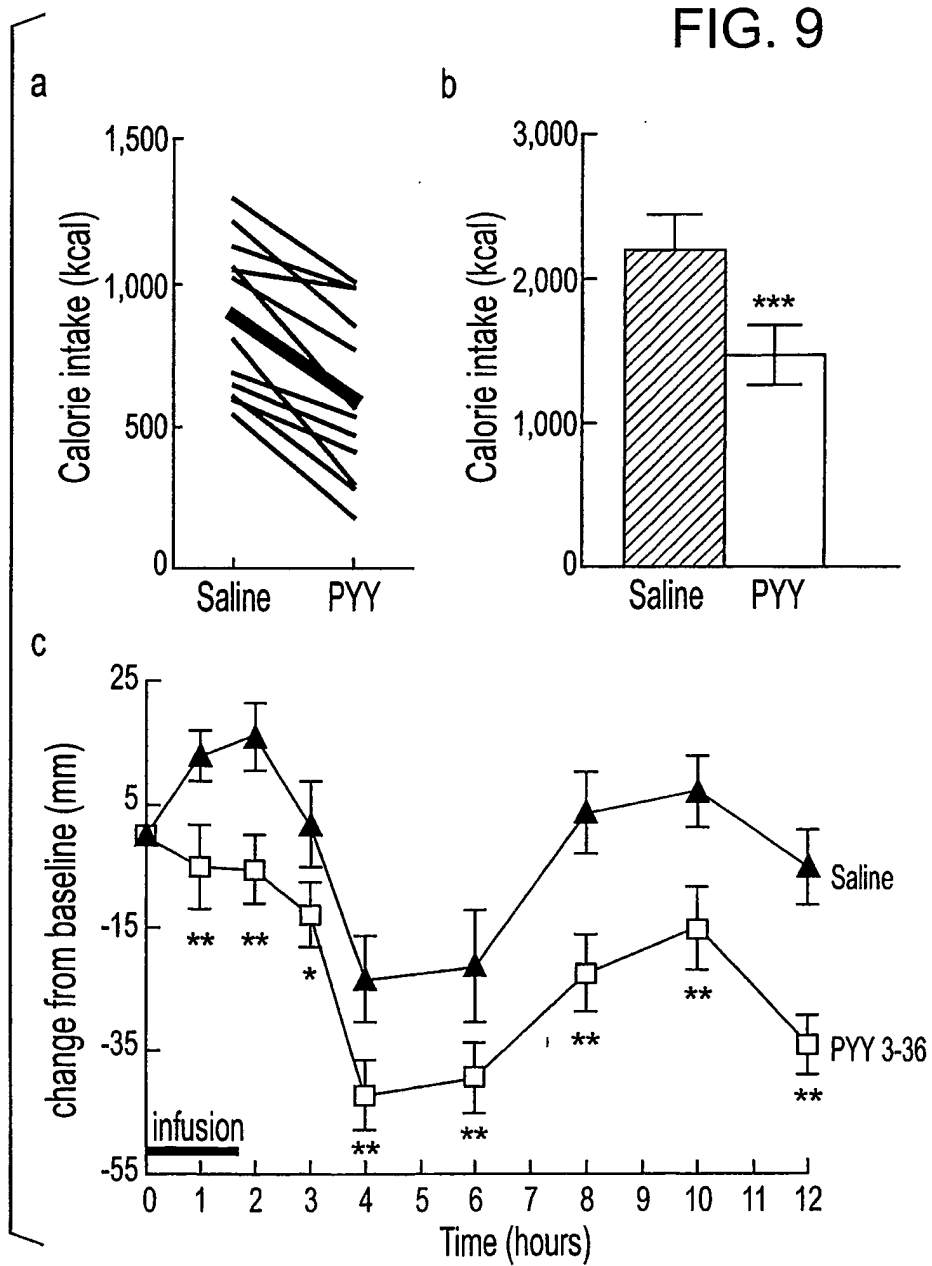 FIG. 9
a
1,500
1,000
500
0
Calorie intake (kcal)
Saline PYY
b
3,000
2,000
1,000
0
Calorie intake (kcal)
***
Saline PYY
c
25
5
-15
-35
-55
change from baseline (mm)
** ** * ** ** ** ** **
Saline
PYY 3-36
infusion
0 1 2 3 4 5 6 7 8 9 10 11 12
Time (hours)